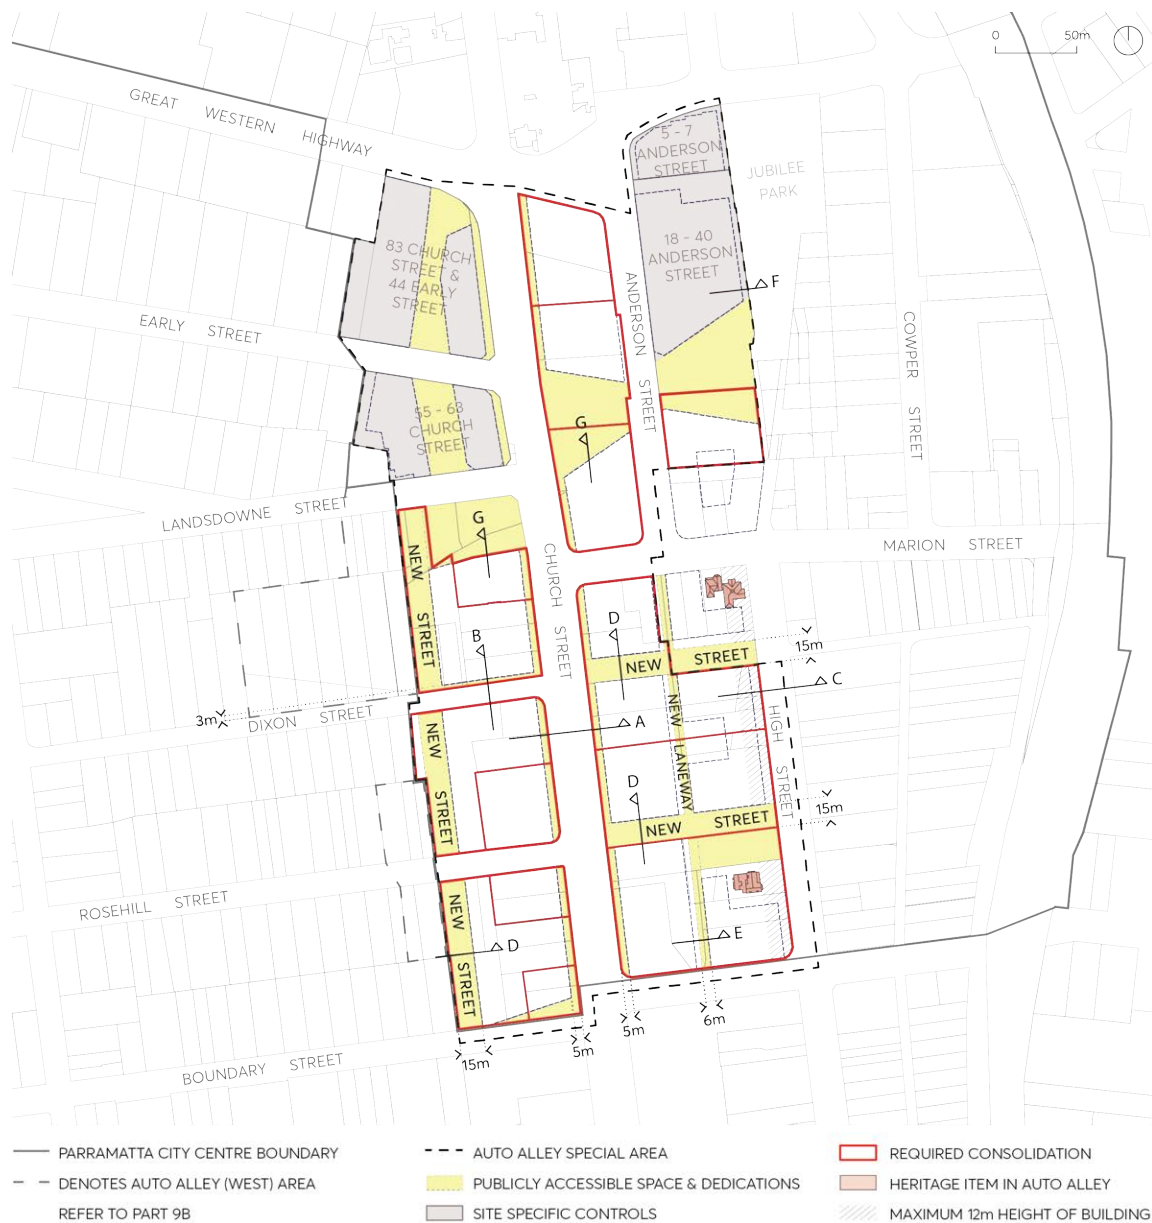 0 50m
GREAT WESTERN HIGHWAY
5 - 7
ANDERSON
STREET
JUBILEE
PARK
83 CHURCH
STREET &
44 EARLY
STREET
18 - 40
ANDERSON
STREET
F
ANDERSON STREET
EARLY STREET
COWPER STREET
55 - 63
CHURCH
STREET
G
LANDSDOWNE STREET
G
MARION STREET
NEW STREET
CHURCH STREET
B
D
15m
NEW STREET
C
3m
DIXON STREET
NEW STREET
A
NEW LANEWAY
HIGH STREET
D
15m
NEW STREET
ROSEHILL STREET
NEW STREET
D
E
5m
6m
5m
15m
BOUNDARY STREET
PARRAMATTA CITY CENTRE BOUNDARY
AUTO ALLEY SPECIAL AREA
REQUIRED CONSOLIDATION
DENOTES AUTO ALLEY (WEST) AREA
PUBLICLY ACCESSIBLE SPACE & DEDICATIONS
HERITAGE ITEM IN AUTO ALLEY
REFER TO PART 9B
SITE SPECIFIC CONTROLS
MAXIMUM 12m HEIGHT OF BUILDING